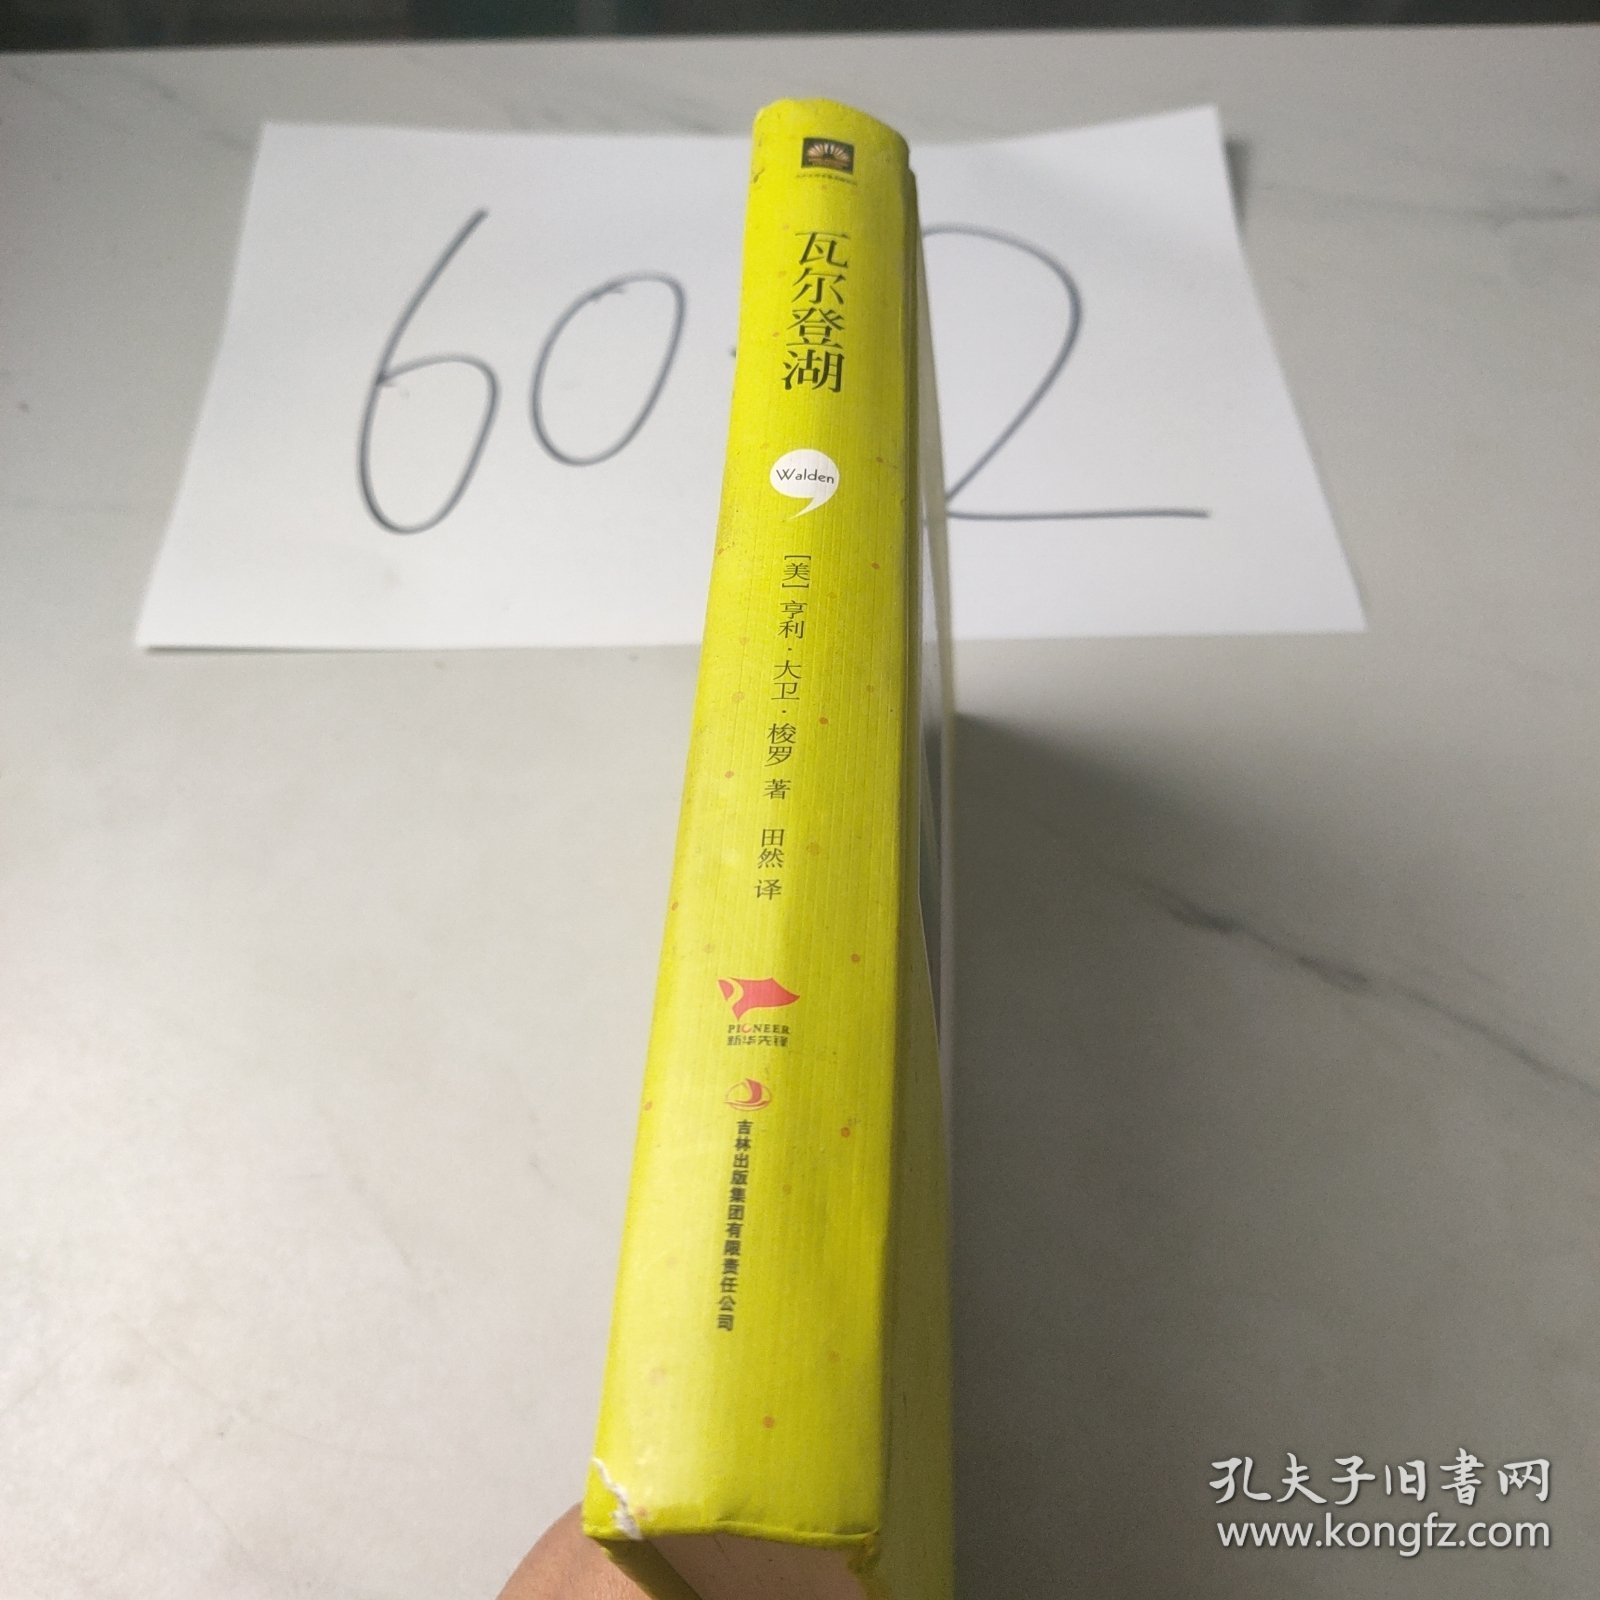 60 2
瓦尔登湖
Walden
[美]亨利·大卫·梭罗 著
田然 译
PIONEER
新华先锋
吉林出版集团有限责任公司
孔夫子旧书网
www.kongfz.com